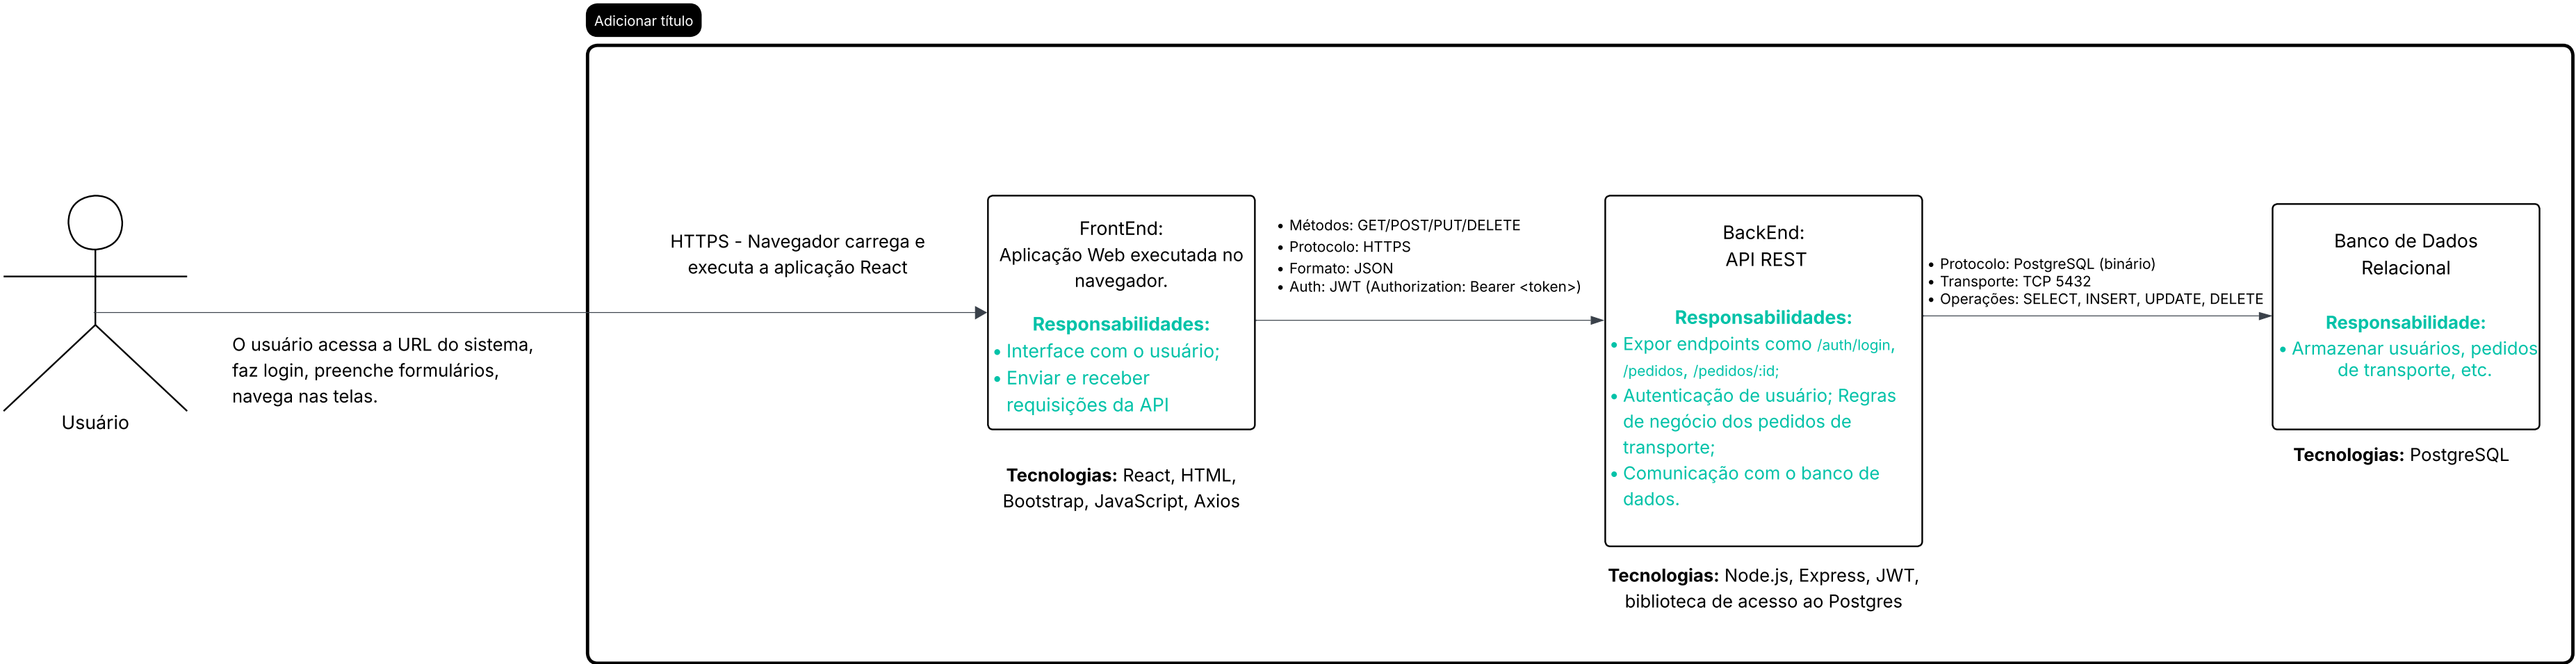 Adicionar título
Usuário
O usuário acessa a URL do sistema,
faz login, preenche formulários,
navega nas telas.
HTTPS - Navegador carrega e
executa a aplicação React
FrontEnd:
Aplicação Web executada no
navegador.
Responsabilidades:
• Interface com o usuário;
• Enviar e receber
requisições da API
Tecnologias: React, HTML,
Bootstrap, JavaScript, Axios
• Métodos: GET/POST/PUT/DELETE
• Protocolo: HTTPS
• Formato: JSON
• Auth: JWT (Authorization: Bearer <token>)
BackEnd:
API REST
Responsabilidades:
• Expor endpoints como /auth/login,
/pedidos, /pedidos/:id;
• Autenticação de usuário; Regras
de negócio dos pedidos de
transporte;
• Comunicação com o banco de
dados.
Tecnologias: Node.js, Express, JWT,
biblioteca de acesso ao Postgres
• Protocolo: PostgreSQL (binário)
• Transporte: TCP 5432
• Operações: SELECT, INSERT, UPDATE, DELETE
Banco de Dados
Relacional
Responsabilidade:
• Armazenar usuários, pedidos
de transporte, etc.
Tecnologias: PostgreSQL